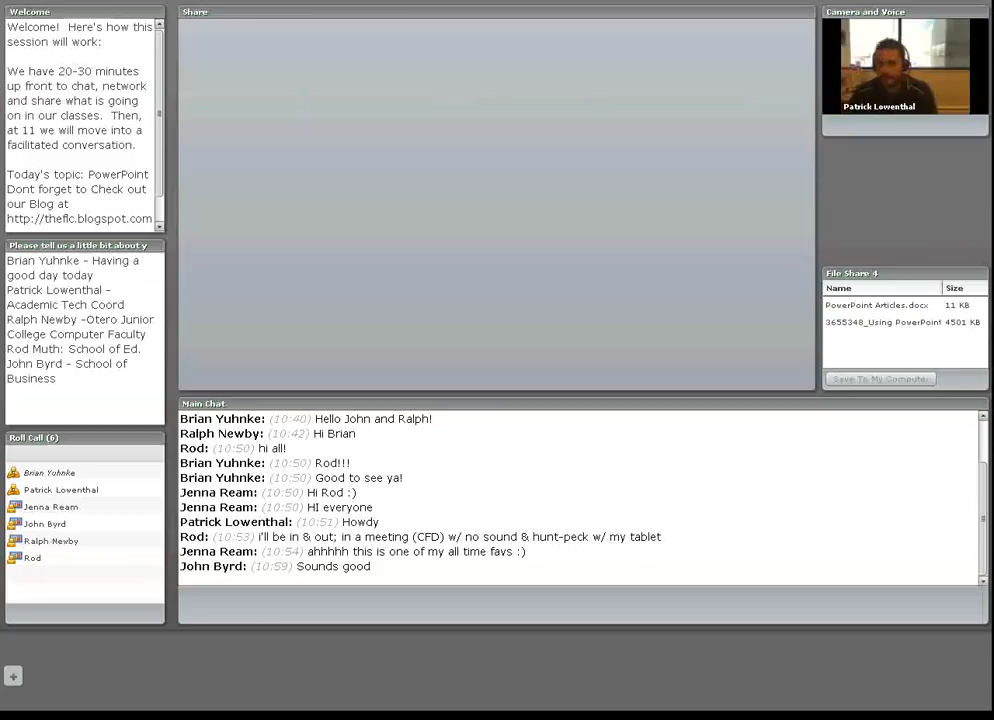 Welcome
Welcome! Here's how this
session will work:
We have 20-30 minutes
up front to chat, network
and share what is going
on in our classes. Then,
at 11 we will move into a
facilitated conversation.
Today's topic: PowerPoint
Dont forget to Check out
our Blog at
http://theflc.blogspot.com
Please tell us a little bit about y
Brian Yuhnke - Having a
good day today
Patrick Lowenthal -
Academic Tech Coord
Ralph Newby -Otero Junior
College Computer Faculty
Rod Muth: School of Ed.
John Byrd - School of
Business
Roll Call (6)
Brian Yuhnke
Patrick Lowenthal
Jenna Ream
John Byrd
Ralph Newby
Rod
Share
Main Chat
Brian Yuhnke: (10:40) Hello John and Ralph!
Ralph Newby: (10:42) Hi Brian
Rod: (10:50) hi all!
Brian Yuhnke: (10:50) Rod!!!
Brian Yuhnke: (10:50) Good to see ya!
Jenna Ream: (10:50) Hi Rod :)
Jenna Ream: (10:50) HI everyone
Patrick Lowenthal: (10:51) Howdy
Rod: (10:53) i'll be in & out; in a meeting (CFD) w/ no sound & hunt-peck w/ my tablet
Jenna Ream: (10:54) ahhhhh this is one of my all time favs :)
John Byrd: (10:59) Sounds good
Camera and Voice
Patrick Lowenthal
File Share 4
Name Size
PowerPoint Articles.docx 11 KB
3655348_Using PowerPoint 4501 KB
Save To My Computer